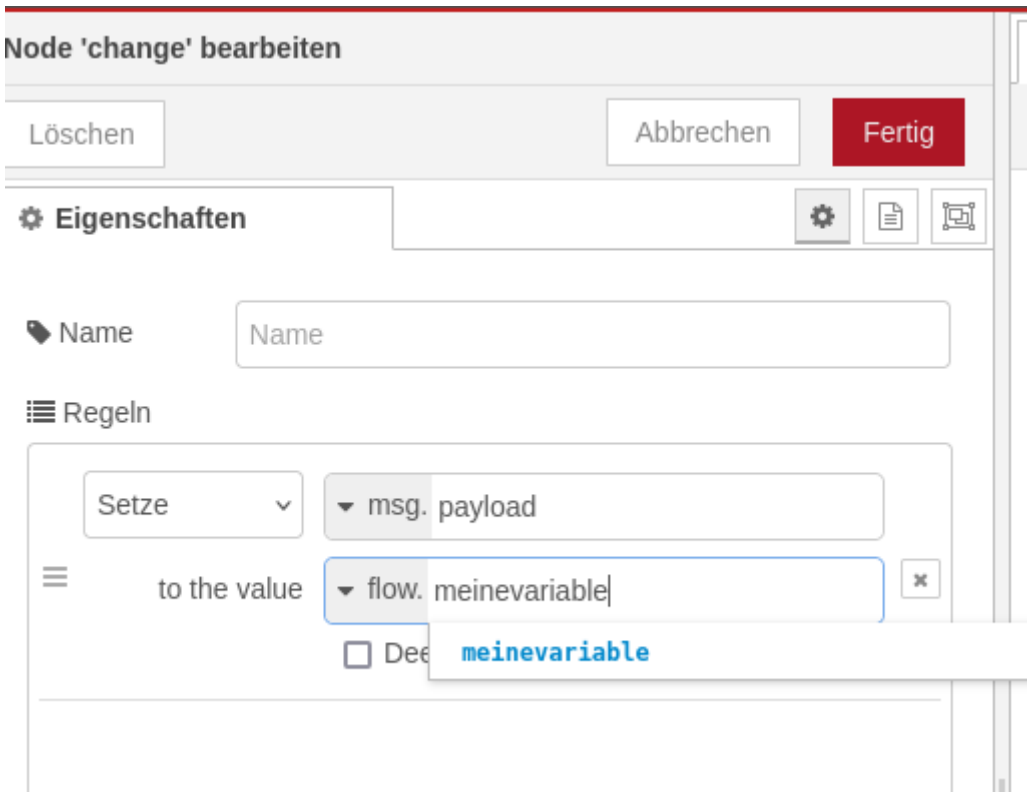 Node 'change' bearbeiten
Löschen
Abbrechen
Fertig
Eigenschaften
Name
Name
Regeln
Setze
msg. payload
to the value
flow. meinevariable
meinevariable